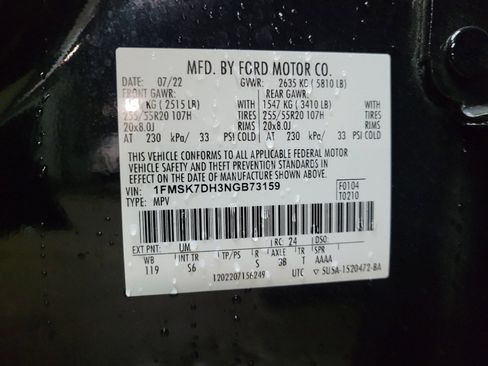 MFD. BY FORD MOTOR CO.
DATE: 07/22 GVWR: 2635 KG ( 5810 LB)
FRONT GAWR: REAR GAWR:
KG ( 2515 LB) WITH 1547 KG ( 3410 LB) WITH
255/55R20 107H TIRES 255/55R20 107H TIRES
20x8.0J RIMS 20x8.0J RIMS
AT 230 kPa/ 33 PSI COLD AT 230 kPa/ 33 PSI COLD
THIS VEHICLE CONFORMS TO ALL APPLICABLE FEDERAL MOTOR
VEHICLE SAFETY AND THEFT PREVENTION STANDARDS IN
EFFECT ON THE DATE OF MANUFACTURE SHOWN ABOVE.
VIN: 1FMSK7DH3NGB73159 F0104
TYPE: MPV T0210
EXT PNT: UM RC: 24 DSO:
WB INT TR TP/PS R AXLE TR SPR
119 S6 S 3B T AAAA
1202207156249 UTC ▽ SU5A-1520472-BA